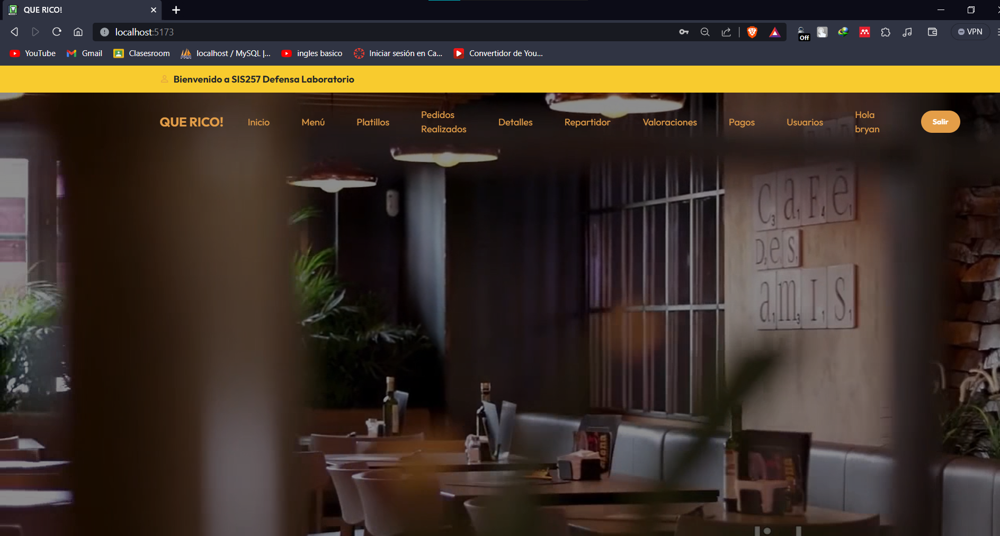 QUE RICO!
localhost:5173
Off
VPN
YouTube
Gmail
Clasesroom
localhost / MySQL |...
ingles basico
Iniciar sesión en Ca...
Convertidor de You...
Bienvenido a SIS257 Defensa Laboratorio
QUE RICO!
Inicio
Menú
Platillos
Pedidos
Realizados
Detalles
Repartidor
Valoraciones
Pagos
Usuarios
Hola
bryan
Salir
CaFé
Des
amis